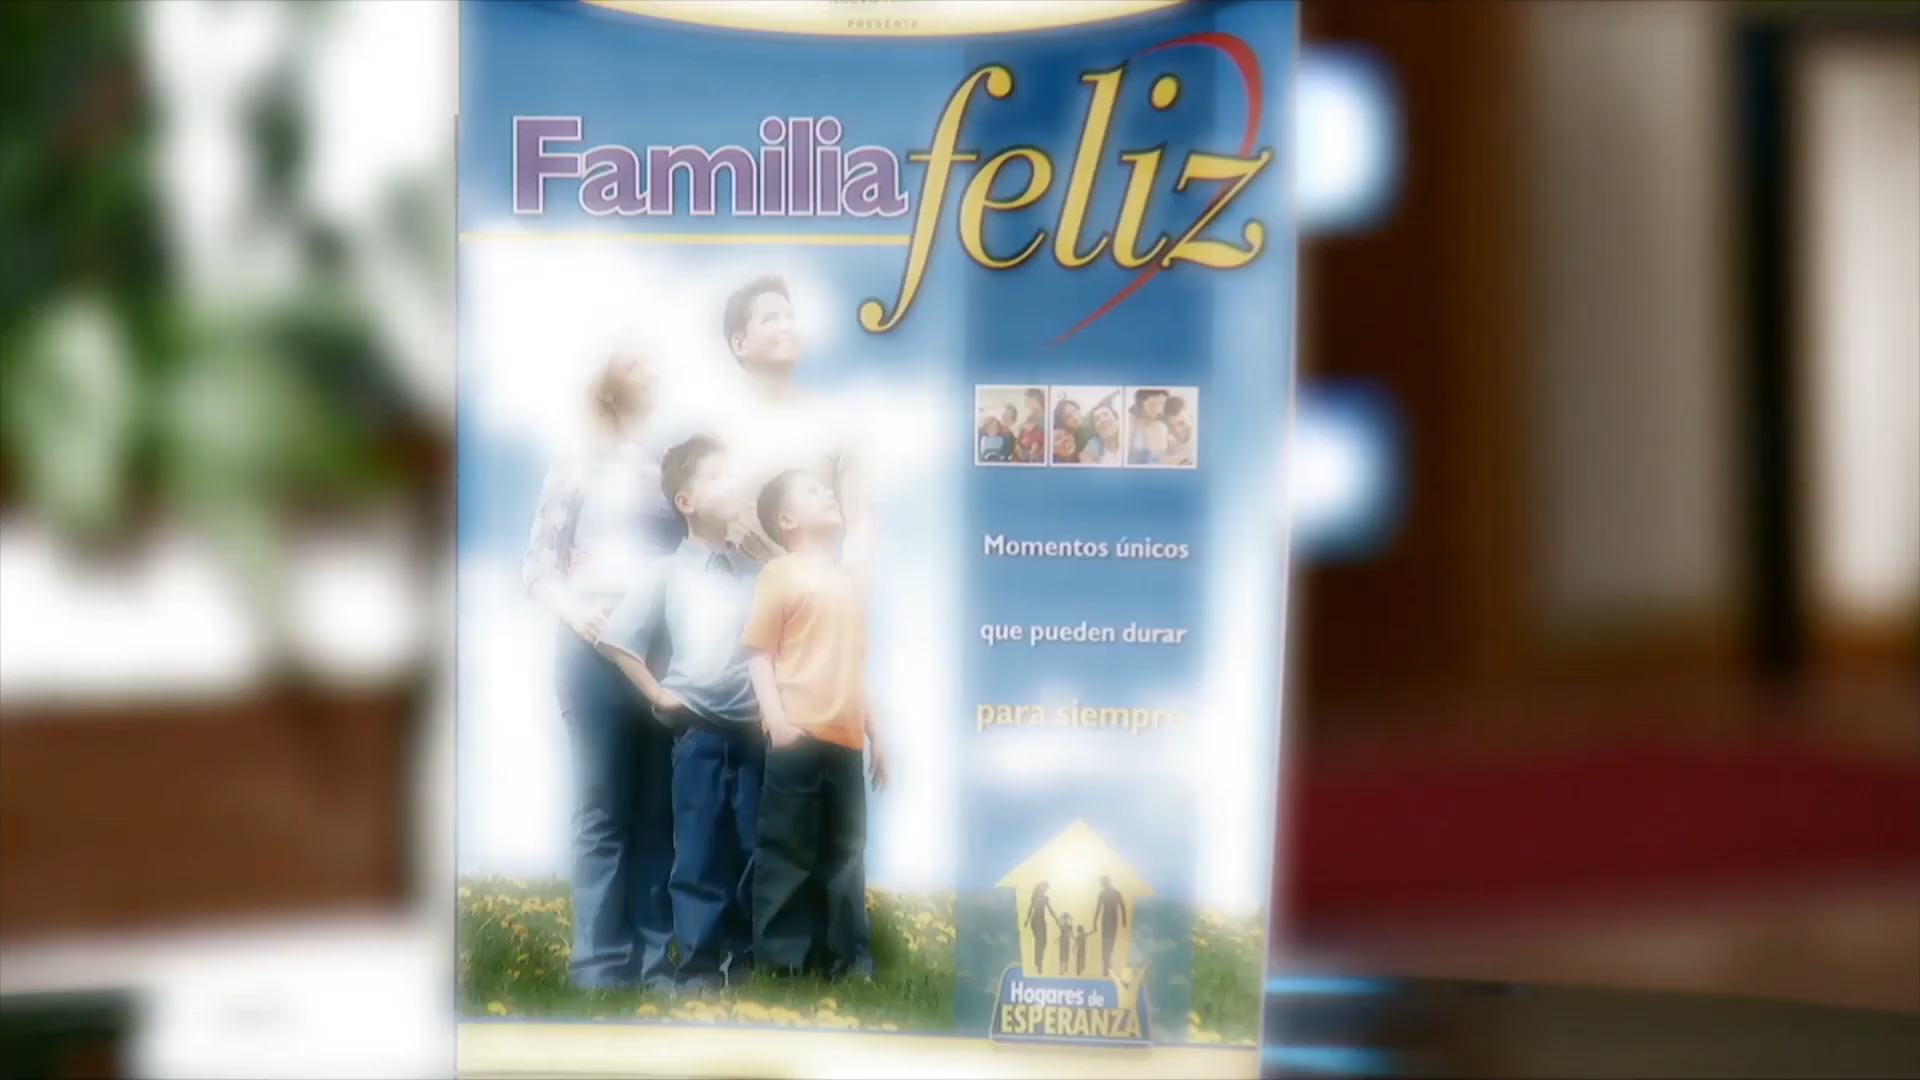 PRESENTA
Familia feliz
Momentos únicos
que pueden durar
para siempre
Hogares de
ESPERANZA